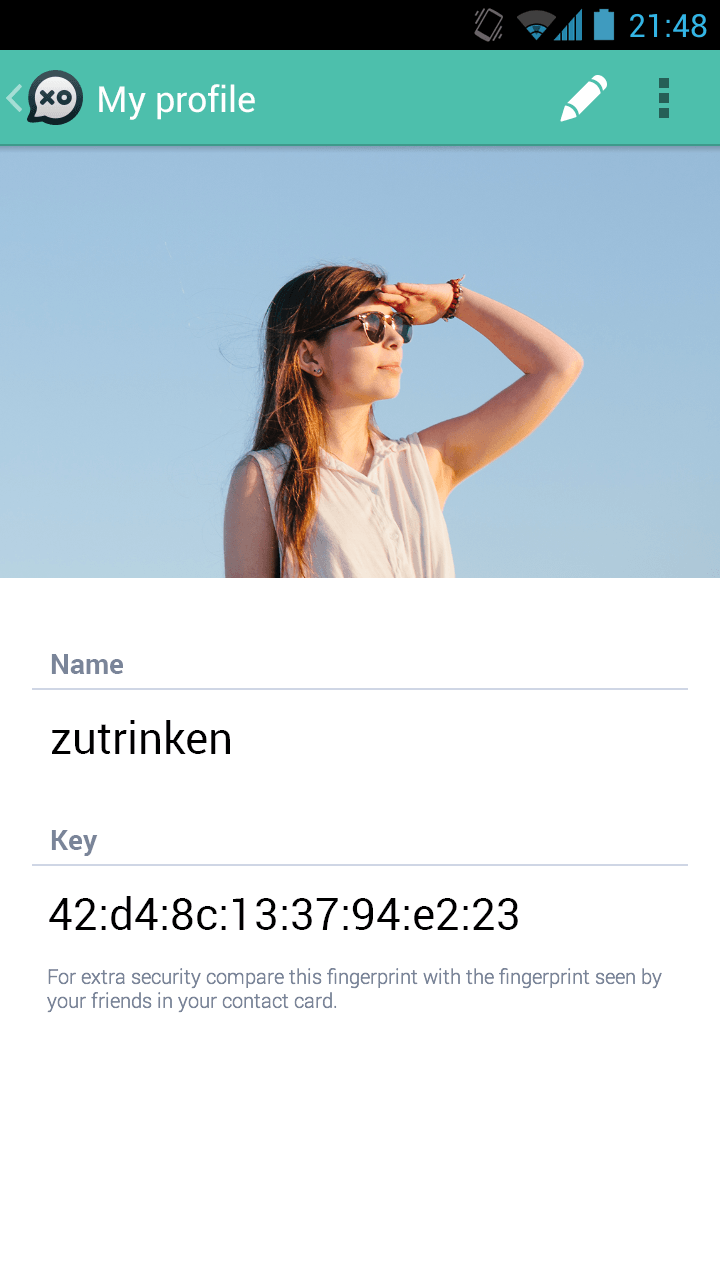 21:48
XO My profile
Name
zutrinken
Key
42:d4:8c:13:37:94:e2:23
For extra security compare this fingerprint with the fingerprint seen by
your friends in your contact card.